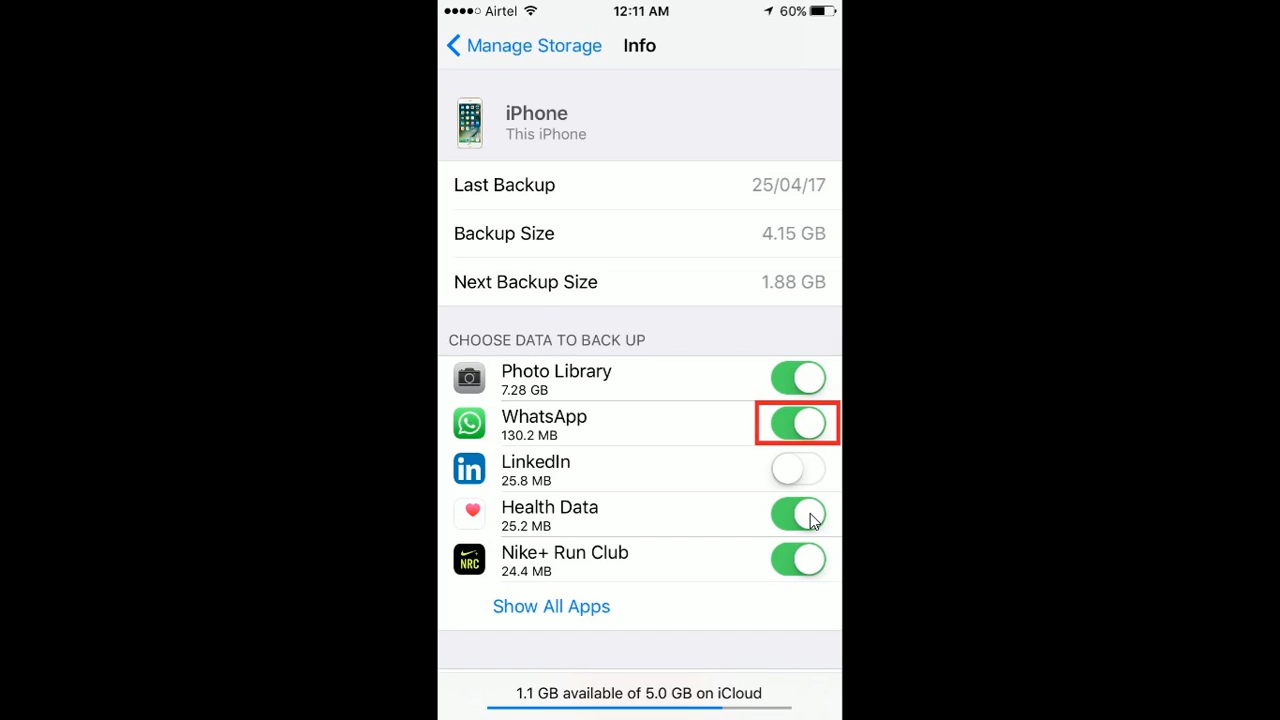 Airtel 12:11 AM 60%
Manage Storage Info
iPhone
This iPhone
Last Backup 25/04/17
Backup Size 4.15 GB
Next Backup Size 1.88 GB
CHOOSE DATA TO BACK UP
Photo Library
7.28 GB
WhatsApp
130.2 MB
in LinkedIn
25.8 MB
Health Data
25.2 MB
NRC Nike+ Run Club
24.4 MB
Show All Apps
1.1 GB available of 5.0 GB on iCloud